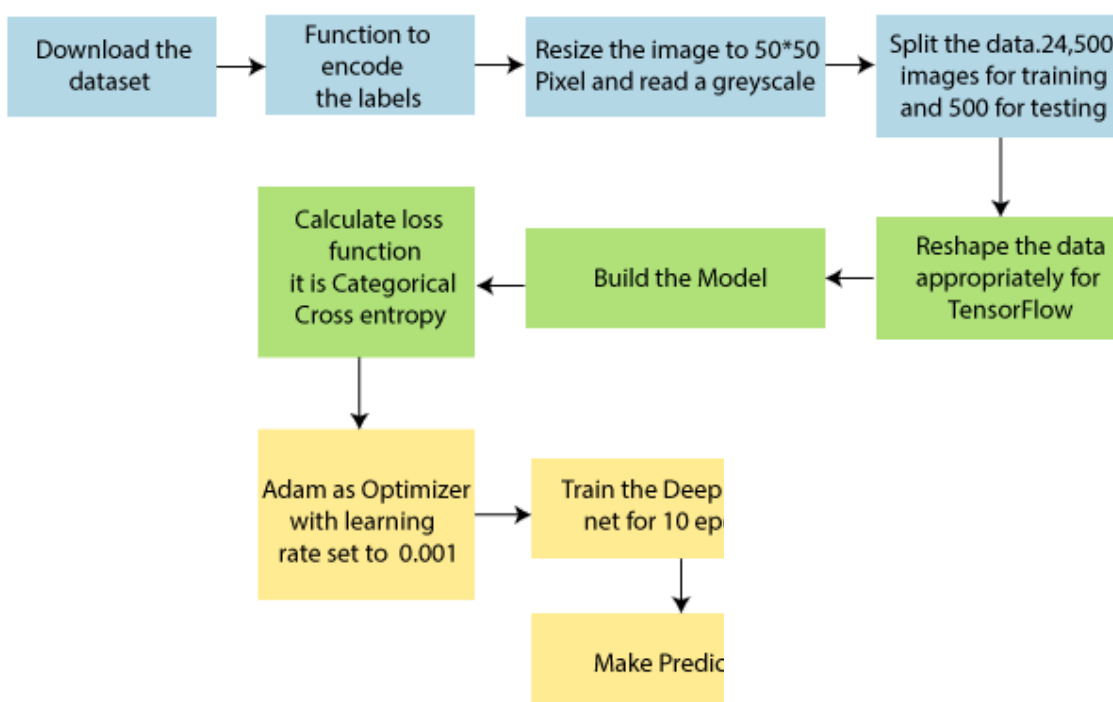 Download the
dataset
Function to
encode
the labels
Resize the image to 50*50
Pixel and read a greyscale
Split the data.24,500
images for training
and 500 for testing
Reshape the data
appropriately for
TensorFlow
Build the Model
Calculate loss
function
it is Categorical
Cross entropy
Adam as Optimizer
with learning
rate set to 0.001
Train the Deep
net for 10
Make